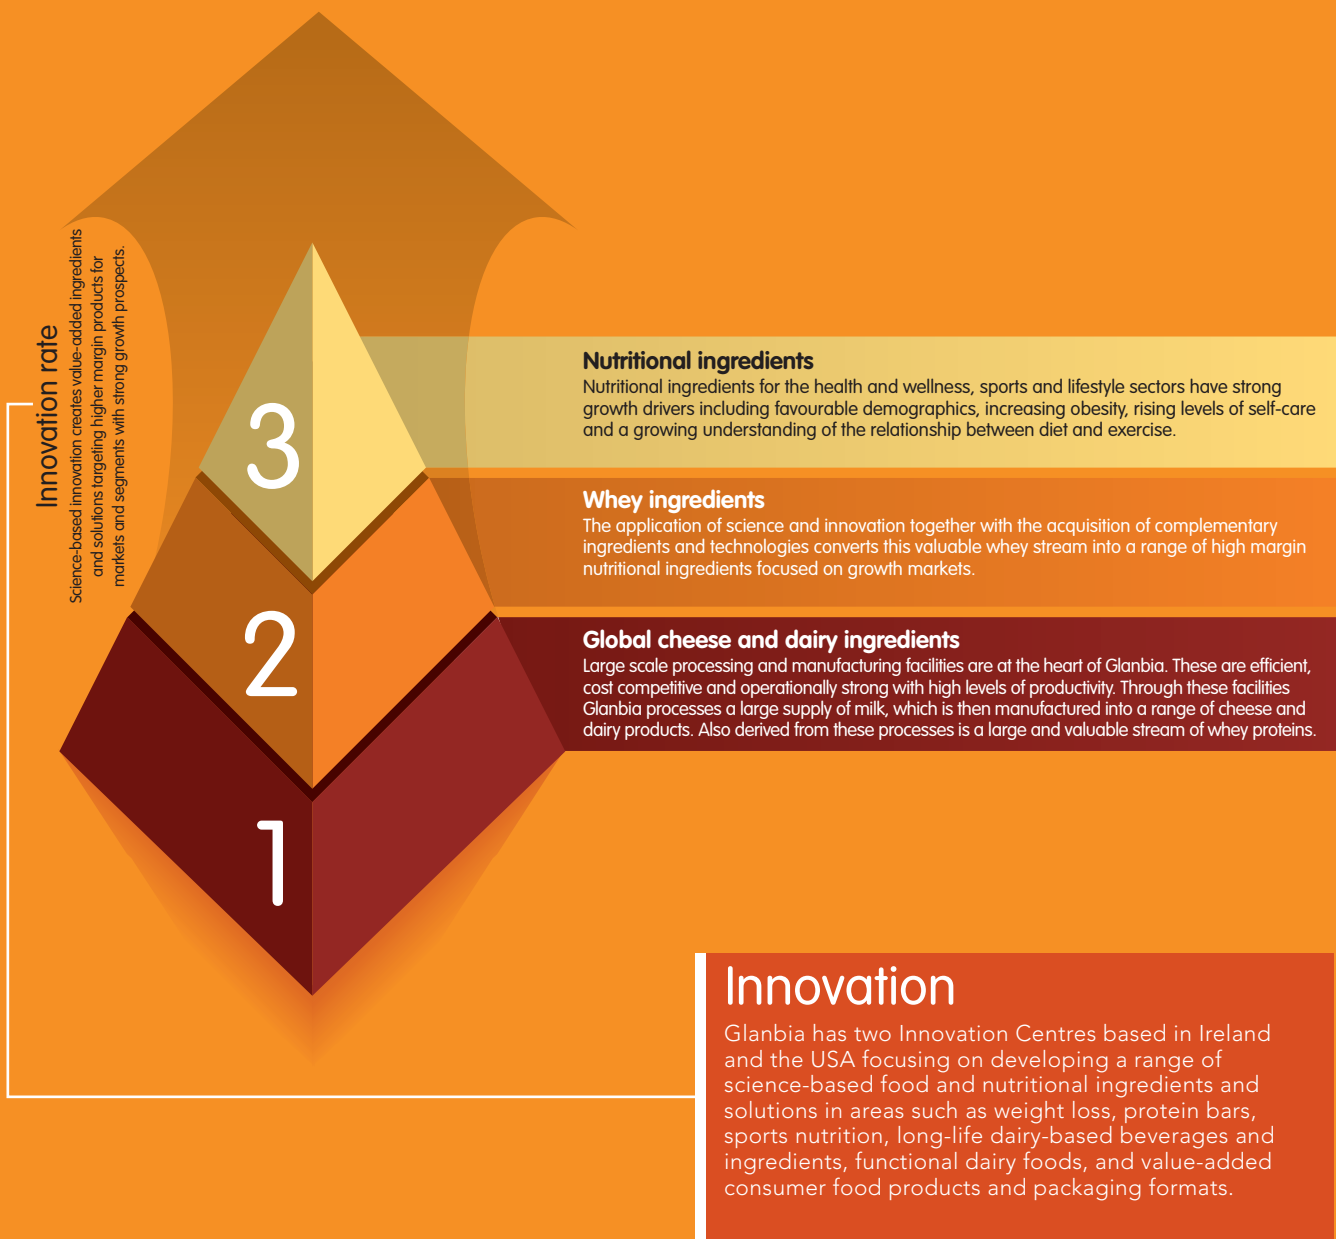 Innovation rate
Science-based innovation creates value-added ingredients
and solutions targeting higher margin products for
markets and segments with strong growth prospects.
3
Nutritional ingredients
Nutritional ingredients for the health and wellness, sports and lifestyle sectors have strong
growth drivers including favourable demographics, increasing obesity, rising levels of self-care
and a growing understanding of the relationship between diet and exercise.
2
Whey ingredients
The application of science and innovation together with the acquisition of complementary
ingredients and technologies converts this valuable whey stream into a range of high margin
nutritional ingredients focused on growth markets.
1
Global cheese and dairy ingredients
Large scale processing and manufacturing facilities are at the heart of Glanbia. These are efficient,
cost competitive and operationally strong with high levels of productivity. Through these facilities
Glanbia processes a large supply of milk, which is then manufactured into a range of cheese and
dairy products. Also derived from these processes is a large and valuable stream of whey proteins.
Innovation
Glanbia has two Innovation Centres based in Ireland
and the USA focusing on developing a range of
science-based food and nutritional ingredients and
solutions in areas such as weight loss, protein bars,
sports nutrition, long-life dairy-based beverages and
ingredients, functional dairy foods, and value-added
consumer food products and packaging formats.